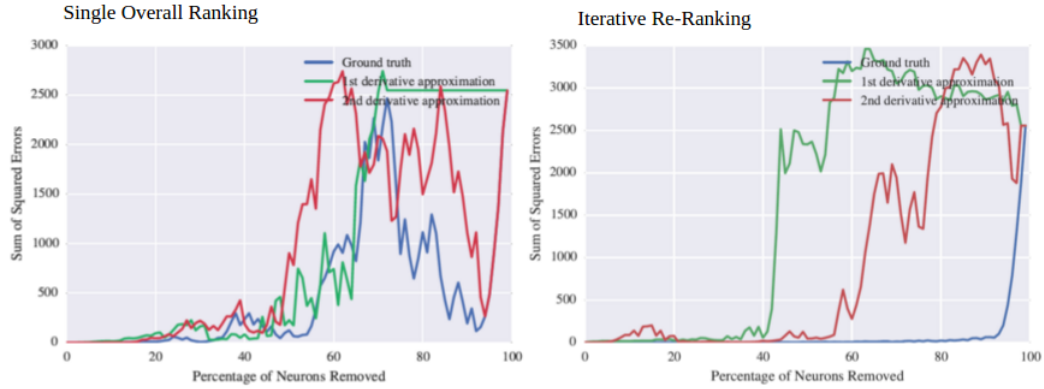 Single Overall Ranking
Iterative Re-Ranking
3000
2500
2000
1500
1000
500
0
Sum of Squared Errors
Ground truth
1st derivative approximation
2nd derivative approximation
0 20 40 60 80 100
Percentage of Neurons Removed
3500
3000
2500
2000
1500
1000
500
0
Sum of Squared Errors
Ground truth
1st derivative approximation
2nd derivative approximation
0 20 40 60 80 100
Percentage of Neurons Removed